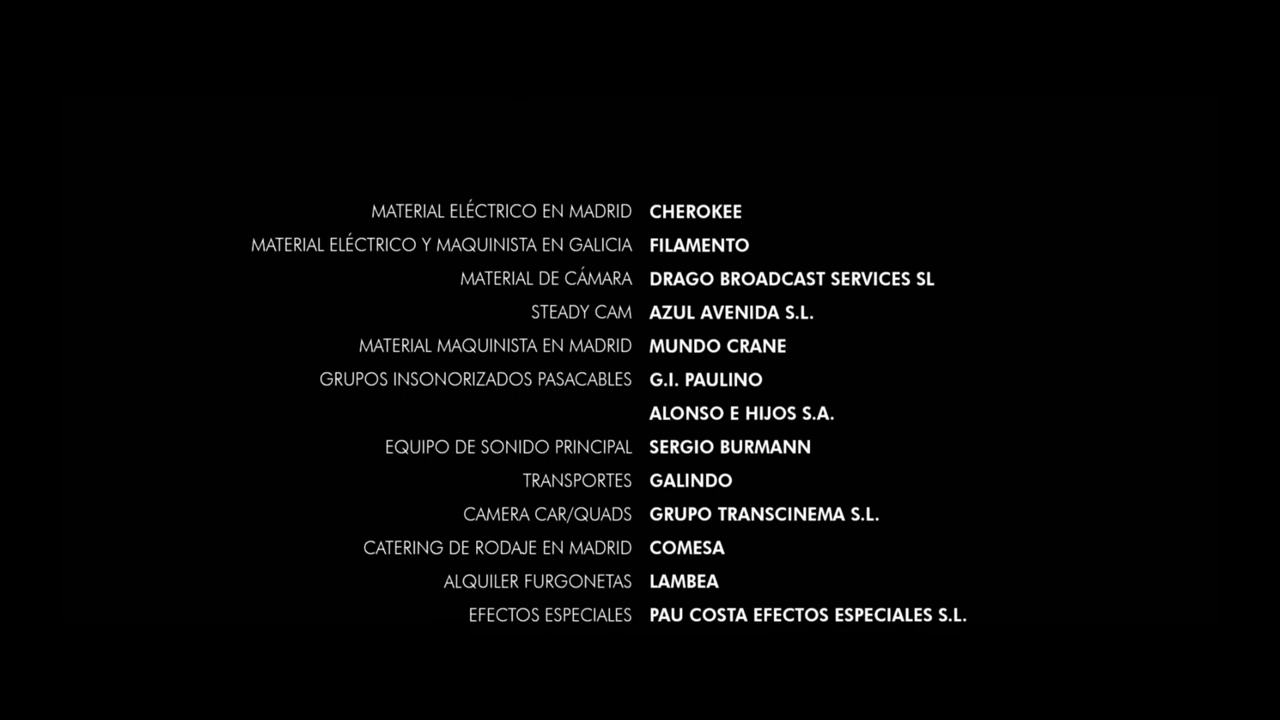 MATERIAL ELÉCTRICO EN MADRID CHEROKEE
MATERIAL ELÉCTRICO Y MAQUINISTA EN GALICIA FILAMENTO
MATERIAL DE CÁMARA DRAGO BROADCAST SERVICES SL
STEADY CAM AZUL AVENIDA S.L.
MATERIAL MAQUINISTA EN MADRID MUNDO CRANE
GRUPOS INSONORIZADOS PASACABLES G.I. PAULINO
ALONSO E HIJOS S.A.
EQUIPO DE SONIDO PRINCIPAL SERGIO BURMANN
TRANSPORTES GALINDO
CAMERA CAR/QUADS GRUPO TRANSCINEMA S.L.
CATERING DE RODAJE EN MADRID COMESA
ALQUILER FURGONETAS LAMBEA
EFECTOS ESPECIALES PAU COSTA EFECTOS ESPECIALES S.L.